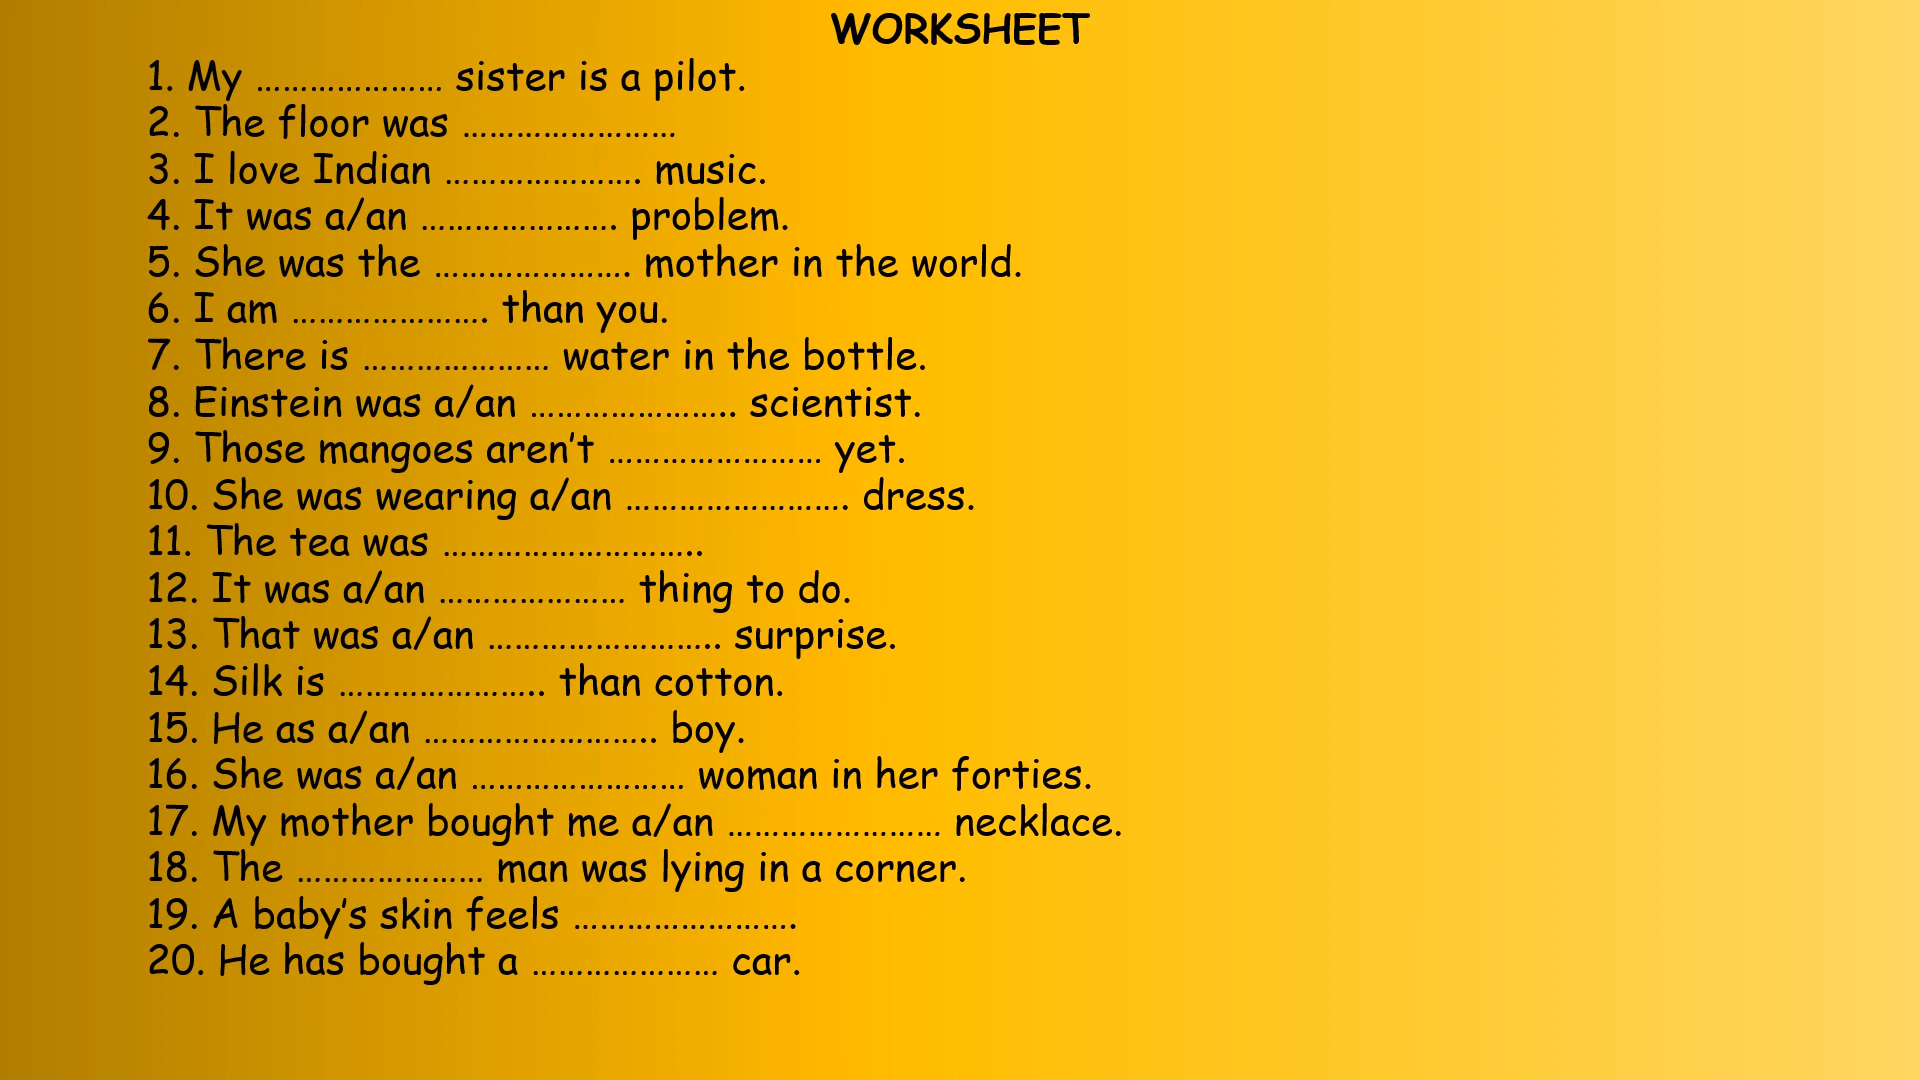 WORKSHEET
1. My ………………… sister is a pilot.
2. The floor was ……………………
3. I love Indian …………………. music.
4. It was a/an …………………. problem.
5. She was the …………………. mother in the world.
6. I am …………………. than you.
7. There is ………………… water in the bottle.
8. Einstein was a/an ………………….. scientist.
9. Those mangoes aren’t …………………… yet.
10. She was wearing a/an ……………………. dress.
11. The tea was ………………………..
12. It was a/an ………………… thing to do.
13. That was a/an …………………….. surprise.
14. Silk is ………………….. than cotton.
15. He as a/an …………………….. boy.
16. She was a/an …………………… woman in her forties.
17. My mother bought me a/an …………………… necklace.
18. The ………………… man was lying in a corner.
19. A baby’s skin feels …………………….
20. He has bought a ………………… car.